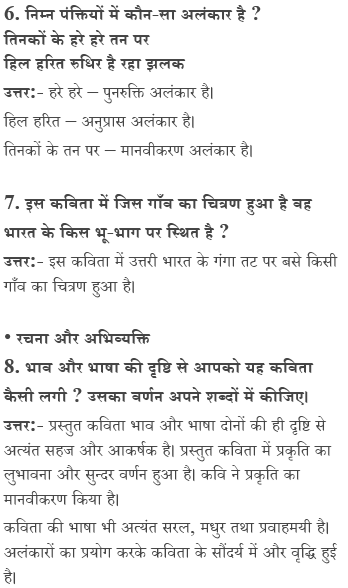 6. निम्न पंक्तियों में कौन-सा अलंकार है ?
तिनकों के हरे हरे तन पर
हिल हरित रुधिर है रहा झलक
उत्तर:- हरे हरे – पुनरुक्ति अलंकार है।
हिल हरित – अनुप्रास अलंकार है।
तिनकों के तन पर – मानवीकरण अलंकार है।
7. इस कविता में जिस गाँव का चित्रण हुआ है वह
भारत के किस भू-भाग पर स्थित है ?
उत्तर:- इस कविता में उत्तरी भारत के गंगा तट पर बसे किसी
गाँव का चित्रण हुआ है।
• रचना और अभिव्यक्ति
8. भाव और भाषा की दृष्टि से आपको यह कविता
कैसी लगी ? उसका वर्णन अपने शब्दों में कीजिए।
उत्तर:- प्रस्तुत कविता भाव और भाषा दोनों की ही दृष्टि से
अत्यंत सहज और आकर्षक है। प्रस्तुत कविता में प्रकृति का
लुभावना और सुन्दर वर्णन हुआ है। कवि ने प्रकृति का
मानवीकरण किया है।
कविता की भाषा भी अत्यंत सरल, मधुर तथा प्रवाहमयी है।
अलंकारों का प्रयोग करके कविता के सौंदर्य में और वृद्धि हुई
है।